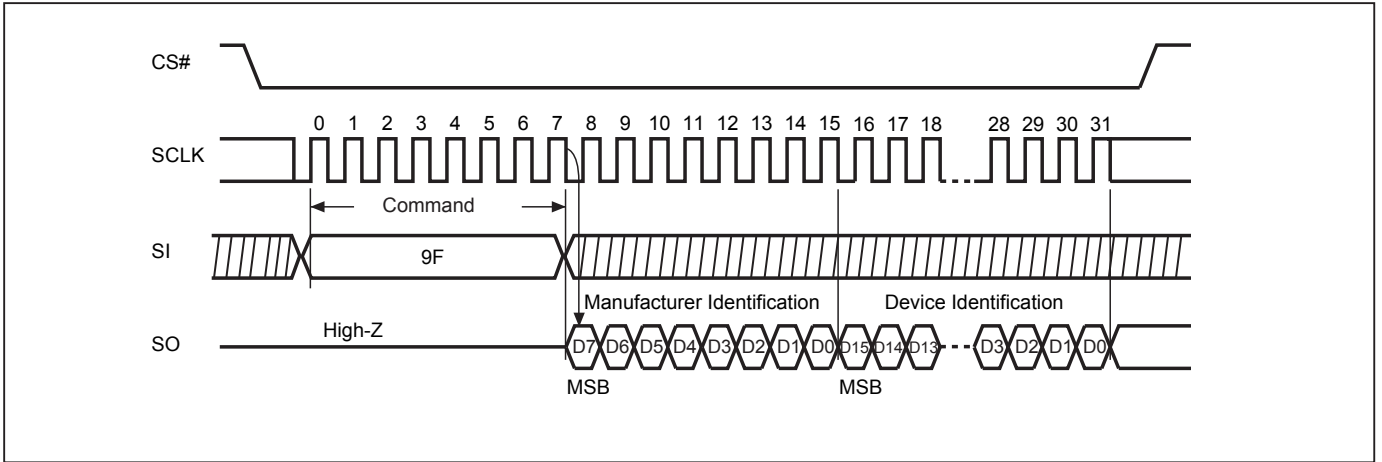 CS#
0 1 2 3 4 5 6 7 8 9 10 11 12 13 14 15 16 17 18 28 29 30 31
SCLK
Command
SI
9F
Manufacturer Identification Device Identification
High-Z
SO
D7 D6 D5 D4 D3 D2 D1 D0 D15 D14 D13 D3 D2 D1 D0
MSB MSB